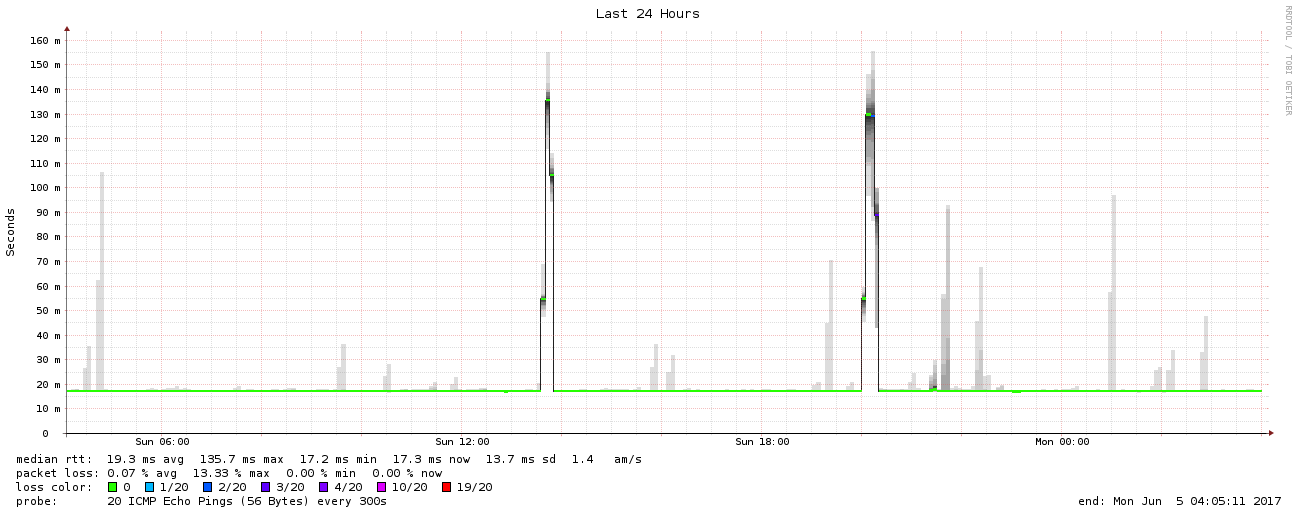 Last 24 Hours
RRDTOOL / TOBI OETIKER
Seconds
160 m
150 m
140 m
130 m
120 m
110 m
100 m
90 m
80 m
70 m
60 m
50 m
40 m
30 m
20 m
10 m
0
Sun 06:00 Sun 12:00 Sun 18:00 Mon 00:00
median rtt: 19.3 ms avg 135.7 ms max 17.2 ms min 17.3 ms now 13.7 ms sd 1.4 am/s
packet loss: 0.07 % avg 13.33 % max 0.00 % min 0.00 % now
loss color: 0 1/20 2/20 3/20 4/20 10/20 19/20
probe: 20 ICMP Echo Pings (56 Bytes) every 300s end: Mon Jun 5 04:05:11 2017